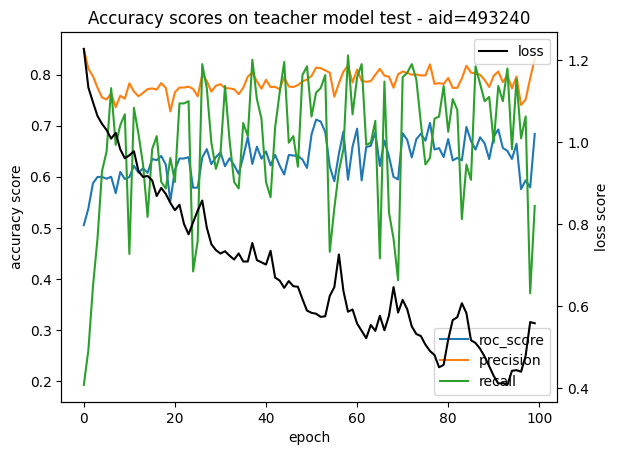 Accuracy scores on teacher model test - aid=493240
loss
0.8
0.7
0.6
0.5
0.4
0.3
0.2
accuracy score
1.2
1.0
0.8
0.6
0.4
loss score
roc_score
precision
recall
0 20 40 60 80 100
epoch